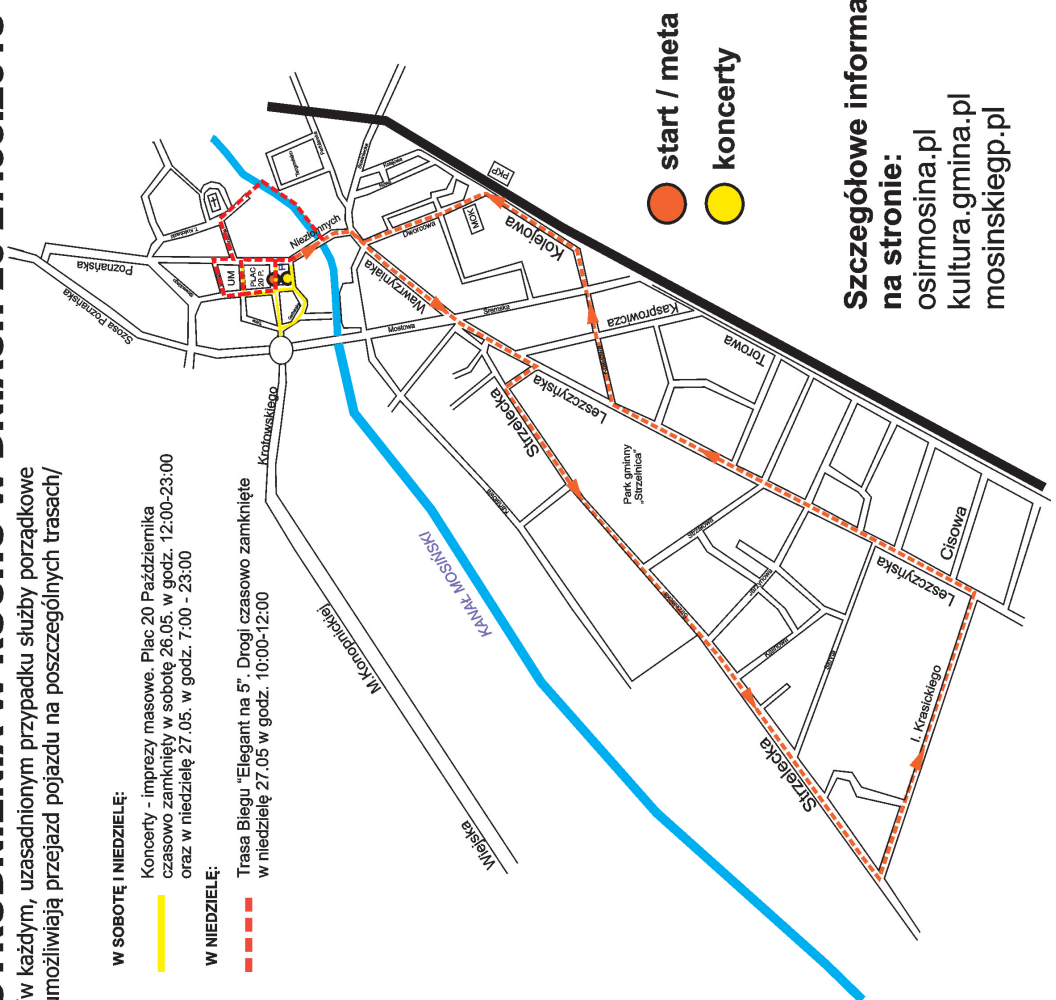 w każdym, uzasadnionym przypadku służby porządkowe
umożliwiają przejazd pojazdu na poszczególnych trasach/
W SOBOTĘ I NIEDZIELĘ:
Koncerty - imprezy masowe. Plac 20 Października
czasowo zamknięty w sobotę 26.05. w godz. 12:00-23:00
oraz w niedzielę 27.05. w godz. 7:00 - 23:00
W NIEDZIELĘ:
Trasa Biegu "Elegant na 5". Drogi czasowo zamknięte
w niedzielę 27.05 w godz. 10:00-12:00
Szosa Poznańska
Poznańska
UM
PLAC
20 P.
Niezłomnych
Krotowskiego
M.Konopnickiej
Wiejska
KANAŁ MOSIŃSKI
Mostowa
Śremska
Wawrzyniaka
Dworcowa
MOK
PKP
Kolejowa
Kasprowicza
Torowa
Strzelecka
Leszczyńska
Park gminny
„Strzelnica”
Strzelecka
Leszczyńska
Cisowa
I. Krasickiego
start / meta
koncerty
Szczegółowe informa
na stronie:
osirmosina.pl
kultura.gmina.pl
mosinskiegp.pl